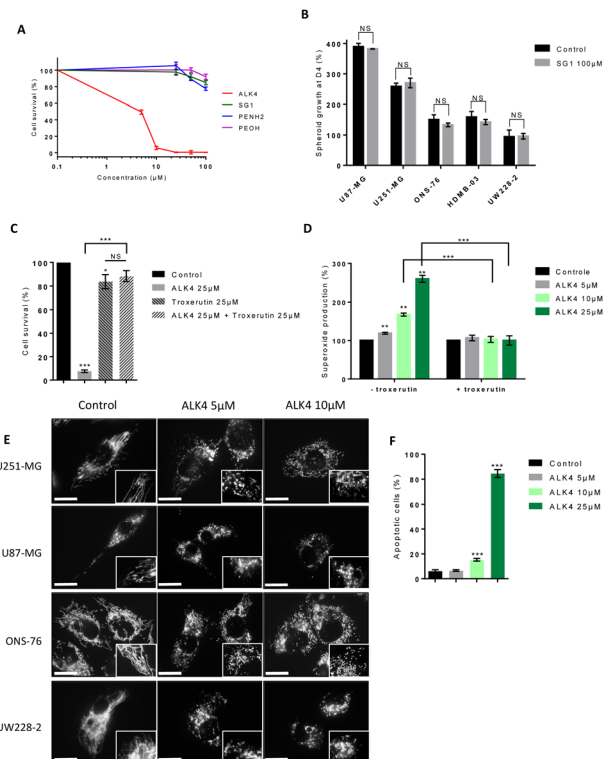 A
Cell survival (%)
100
80
60
40
20
0
0.1
1
10
100
Concentration (µM)
ALK4
SG1
PENH2
PEOH
B
Spheroid growth at D4 (%)
400
300
200
100
0
NS
NS
NS
NS
NS
U87-MG
U251-MG
ONS-76
HDMB-03
UW228-2
Control
SG1 100µM
C
Cell survival (%)
100
80
60
40
20
0
***
NS
*
***
Control
ALK4 25µM
Troxerutin 25µM
ALK4 25µM + Troxerutin 25µM
D
Superoxide production (%)
300
200
100
0
***
***
**
**
**
- troxerutin
+ troxerutin
Controle
ALK4 5µM
ALK4 10µM
ALK4 25µM
Control
ALK4 5µM
ALK4 10µM
E
U251-MG
U87-MG
ONS-76
UW228-2
F
Apoptotic cells (%)
100
80
60
40
20
0
***
***
Control
ALK4 5µM
ALK4 10µM
ALK4 25µM